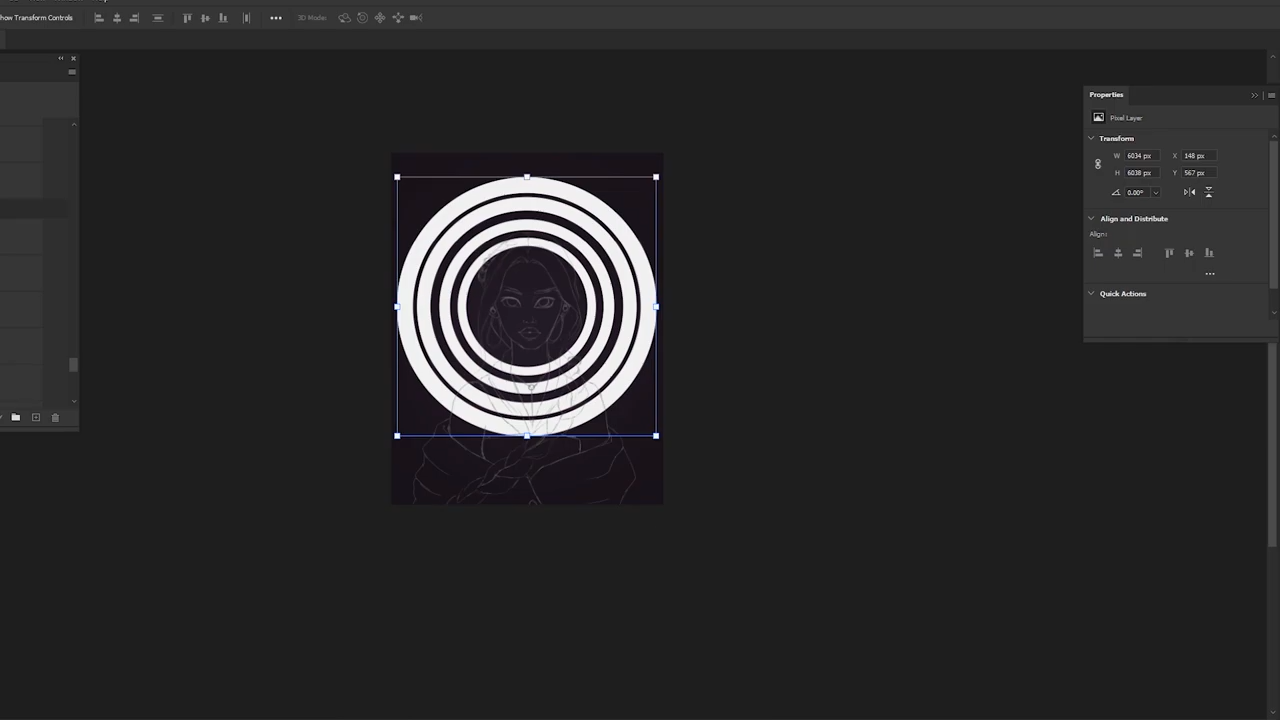 how Transform Controls
3D Mode:
Properties
Pixel Layer
Transform
W 6034 px X 148 px
H 6038 px Y 567 px
0.00°
Align and Distribute
Align:
Quick Actions